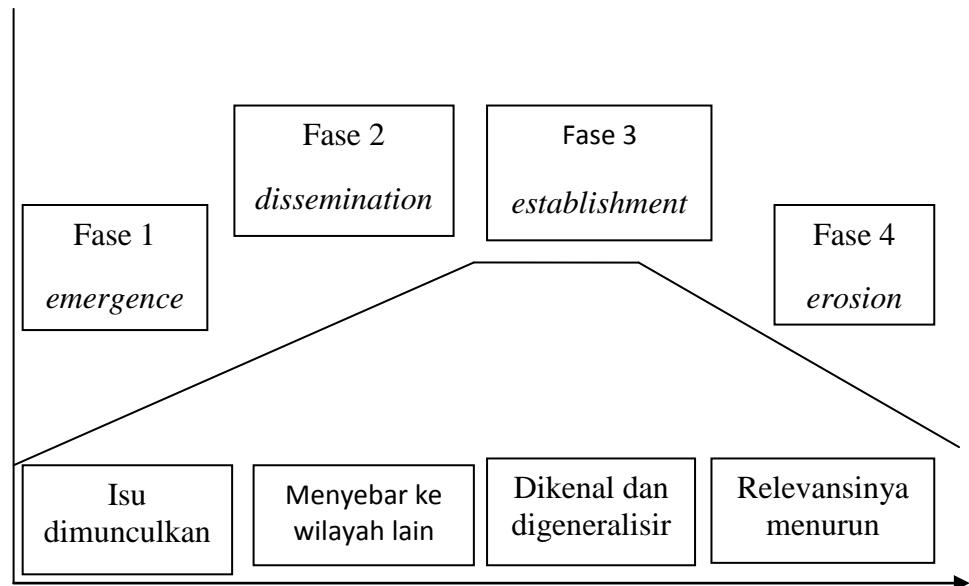 Fase 1
emergence
Fase 2
dissemination
Fase 3
establishment
Fase 4
erosion
Isu
dimunculkan
Menyebar ke
wilayah lain
Dikenal dan
digeneralisir
Relevansinya
menurun